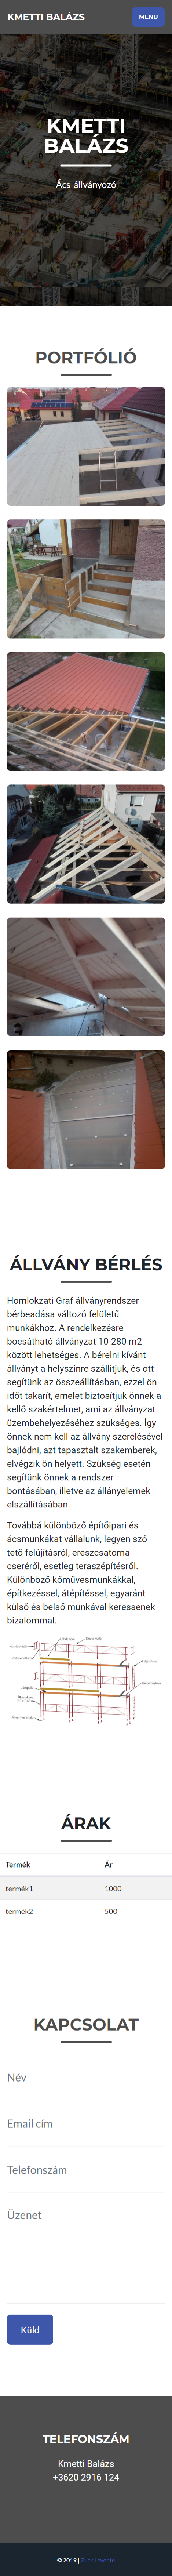 KMETTI BALÁZS
MENÜ
KMETTI
BALÁZS
Ács-állványozó
PORTFÓLIÓ
ÁLLVÁNY BÉRLÉS
Homlokzati Graf állványrendszer
bérbeadása változó felületű
munkákhoz. A rendelkezésre
bocsátható állványzat 10-280 m2
között lehetséges. A bérelni kívánt
állványt a helyszínre szállítjuk, és ott
segítünk az összeállításban, ezzel ön
időt takarít, emelet biztosítjuk önnek a
kellő szakértelmet, ami az állványzat
üzembehelyezéséhez szükséges. Így
önnek nem kell az állvány szerelésével
bajlódni, azt tapasztalt szakemberek,
elvégzik ön helyett. Szükség esetén
segítünk önnek a rendszer
bontásában, illetve az állványelemek
elszállításában.
Továbbá különböző építőipari és
ácsmunkákat vállalunk, legyen szó
tető felújításról, ereszcsatorna
cseréről, esetleg teraszépítésről.
Különböző kőművesmunkákkal,
építkezéssel, átépítéssel, egyaránt
külső és belső munkával keressenek
bizalommal.
ÁRAK
Termék Ár
termék1 1000
termék2 500
KAPCSOLAT
Név
Email cím
Telefonszám
Üzenet
Küld
TELEFONSZÁM
Kmetti Balázs
+3620 2916 124
© 2019 | Zuck Levente